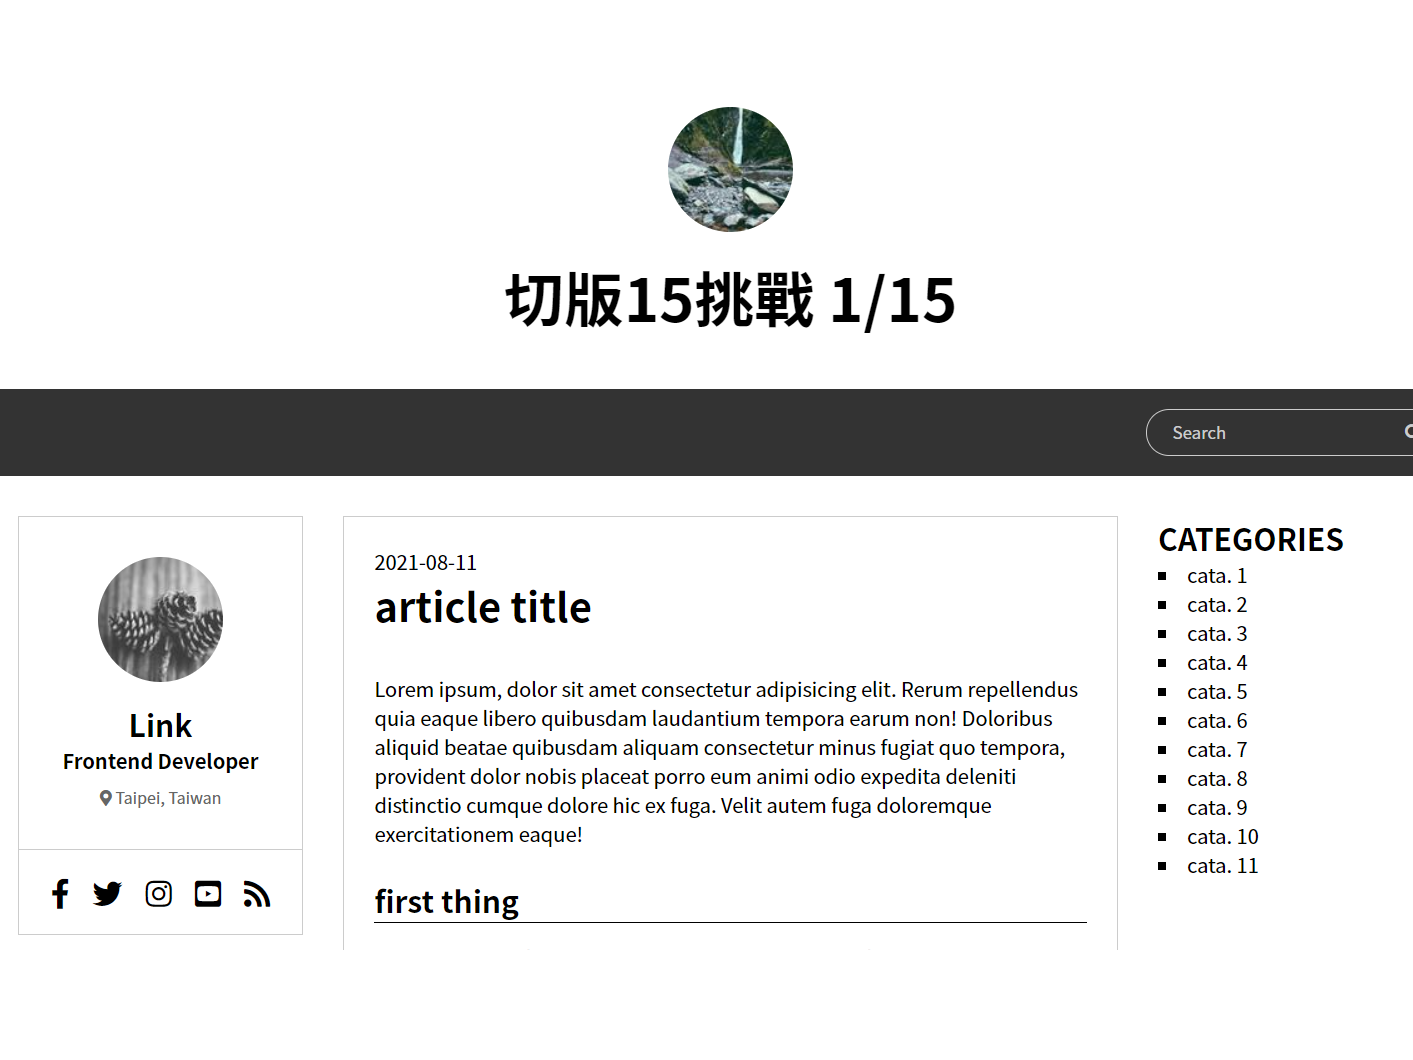 切版15挑戰 1/15
Search
Link
Frontend Developer
Taipei, Taiwan
2021-08-11
article title
Lorem ipsum, dolor sit amet consectetur adipisicing elit. Rerum repellendus
quia eaque libero quibusdam laudantium tempora earum non! Doloribus
aliquid beatae quibusdam aliquam consectetur minus fugiat quo tempora,
provident dolor nobis placeat porro eum animi odio expedita deleniti
distinctio cumque dolore hic ex fuga. Velit autem fuga doloremque
exercitationem eaque!
first thing
CATEGORIES
cata. 1
cata. 2
cata. 3
cata. 4
cata. 5
cata. 6
cata. 7
cata. 8
cata. 9
cata. 10
cata. 11